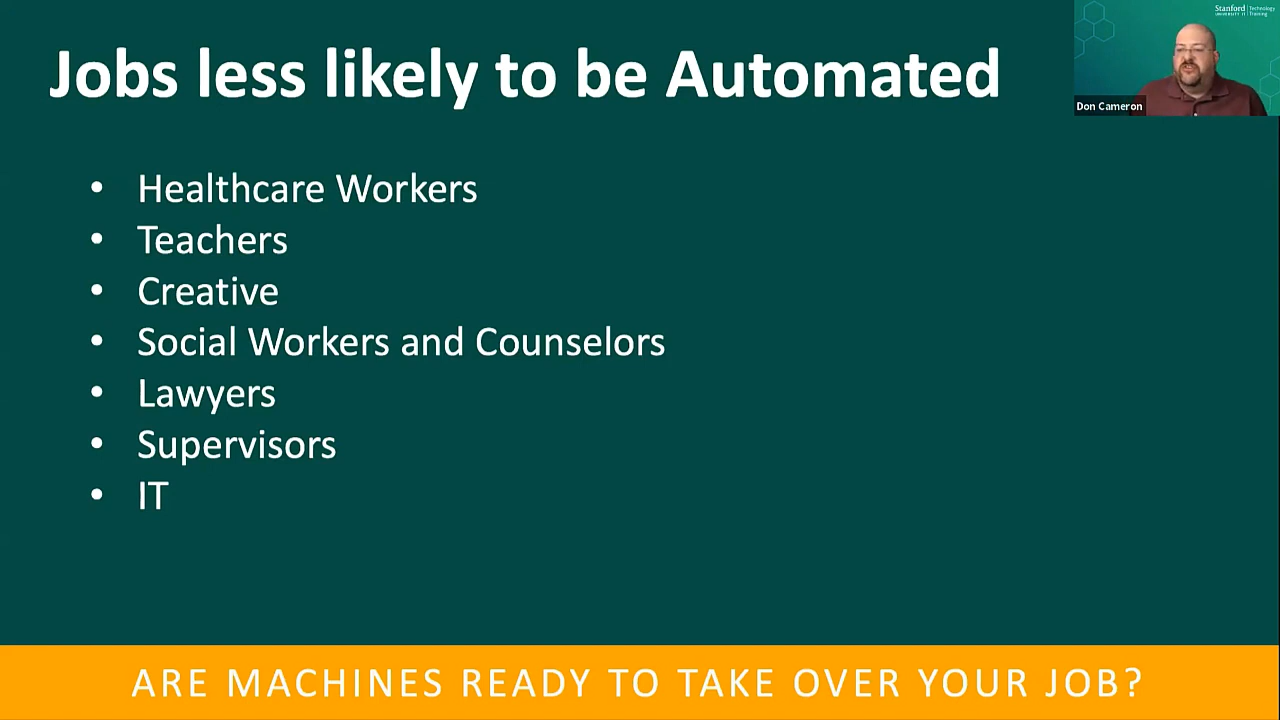 Jobs less likely to be Automated
Stanford | Technology
UNIVERSITY IT | Training
Don Cameron
• Healthcare Workers
• Teachers
• Creative
• Social Workers and Counselors
• Lawyers
• Supervisors
• IT
ARE MACHINES READY TO TAKE OVER YOUR JOB?